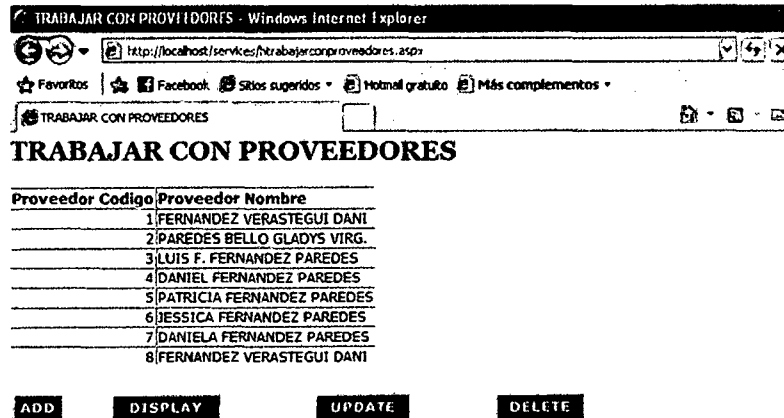 TRABAJAR CON PROVEEDORES - Windows Internet Explorer
http://localhost/services/htrabajarconproveedores.aspx
Favoritos Facebook Sitios sugeridos Hotmail gratuito Más complementos
TRABAJAR CON PROVEEDORES
TRABAJAR CON PROVEEDORES
Proveedor Codigo Proveedor Nombre
1 FERNANDEZ VERASTEGUI DANI
2 PAREDES BELLO GLADYS VIRG.
3 LUIS F. FERNANDEZ PAREDES
4 DANIEL FERNANDEZ PAREDES
5 PATRICIA FERNANDEZ PAREDES
6 JESSICA FERNANDEZ PAREDES
7 DANIELA FERNANDEZ PAREDES
8 FERNANDEZ VERASTEGUI DANI
ADD DISPLAY UPDATE DELETE